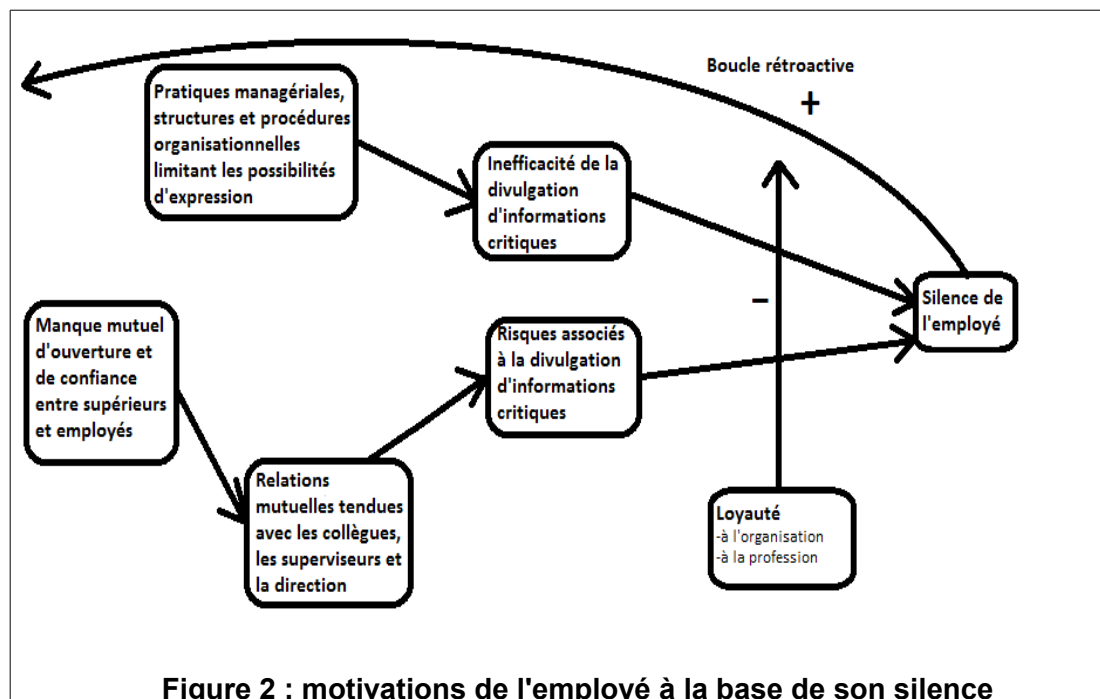 Boucle rétroactive
+
Pratiques managériales,
structures et procédures
organisationnelles
limitant les possibilités
d'expression
Inefficacité de la
divulgation
d'informations
critiques
Silence de
l'employé
Manque mutuel
d'ouverture et
de confiance
entre supérieurs
et employés
–
Risques associés
à la divulgation
d'informations
critiques
Relations
mutuelles tendues
avec les collègues,
les superviseurs et
la direction
Loyauté
-à l'organisation
-à la profession
Figure 2 : motivations de l'employé à la base de son silence